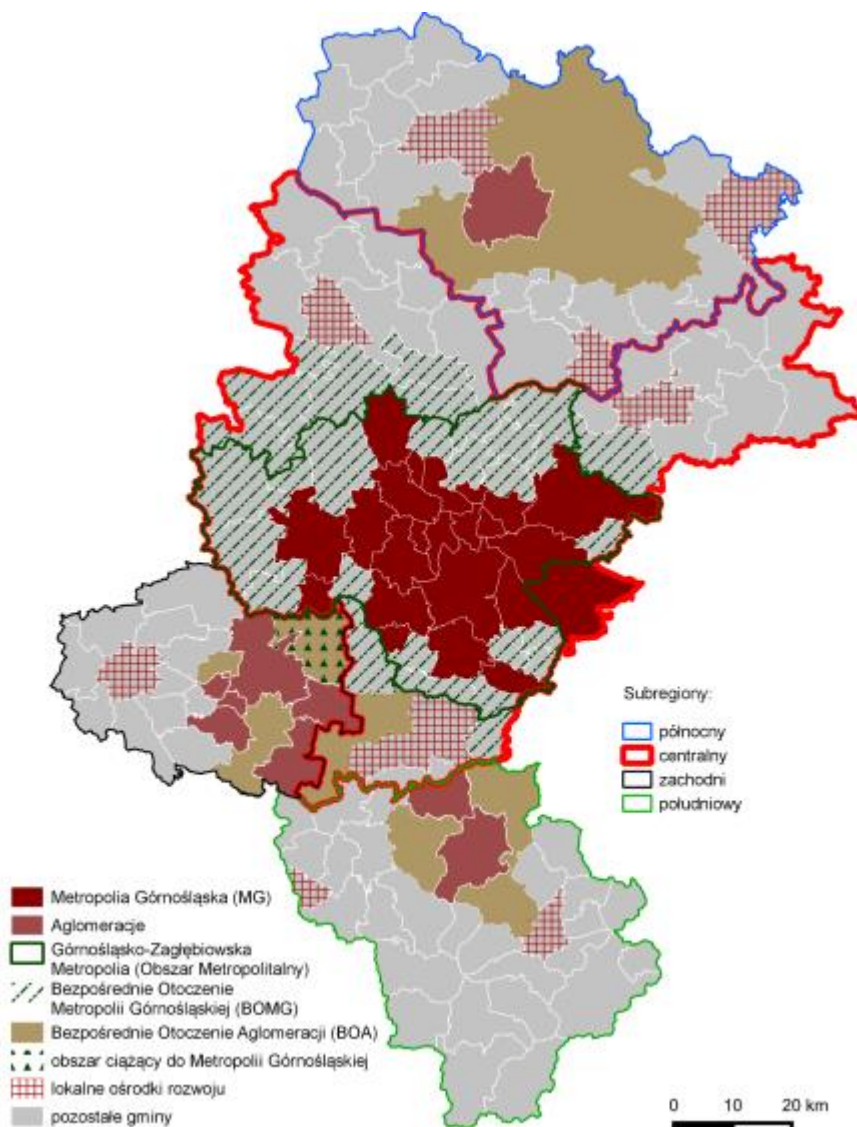 Subregiony:
północny
centralny
zachodni
południowy
Metropolia Górnośląska (MG)
Aglomeracje
Górnośląsko-Zagłębiowska
Metropolia (Obszar Metropolitalny)
Bezpośrednie Otoczenie
Metropolii Górnośląskiej (BOMG)
Bezpośrednie Otoczenie Aglomeracji (BOA)
obszar ciążący do Metropolii Górnośląskiej
lokalne ośrodki rozwoju
pozostałe gminy
0 10 20 km